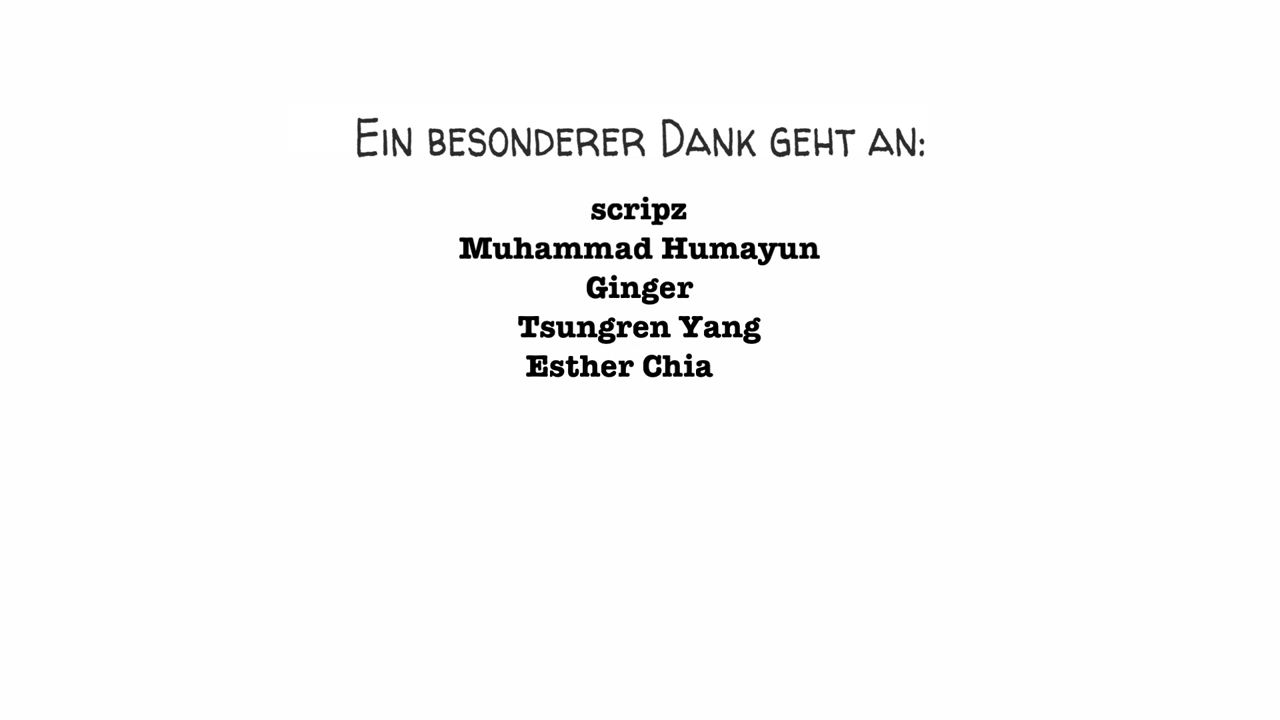 Ein besonderer Dank geht an:
scripz
Muhammad Humayun
Ginger
Tsungren Yang
Esther Chia